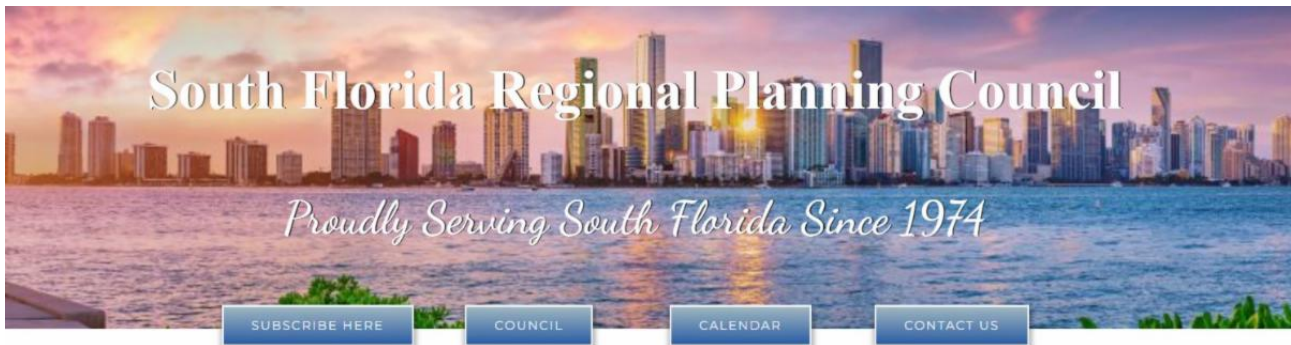 South Florida Regional Planning Council
Proudly Serving South Florida Since 1974
SUBSCRIBE HERE
COUNCIL
CALENDAR
CONTACT US